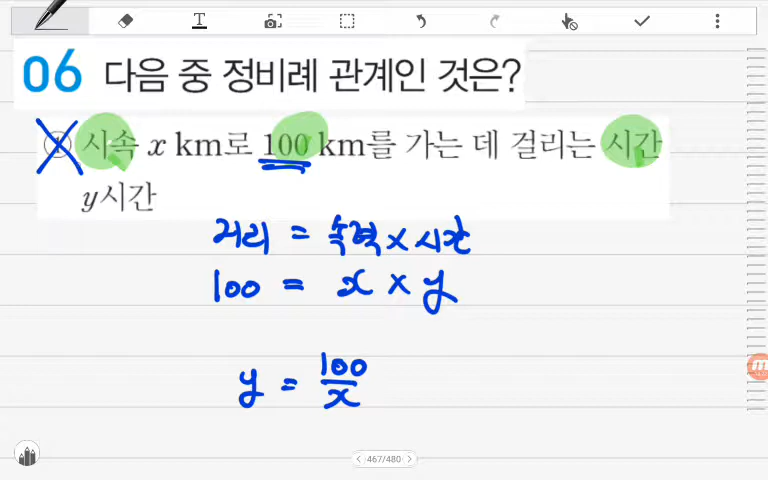 T
06 다음 중 정비례 관계인 것은?
① 시속 x km로 100 km를 가는 데 걸리는 시간
y시간
거리 = 속력 × 시간
100 = x × y
y = 100/x
467/480